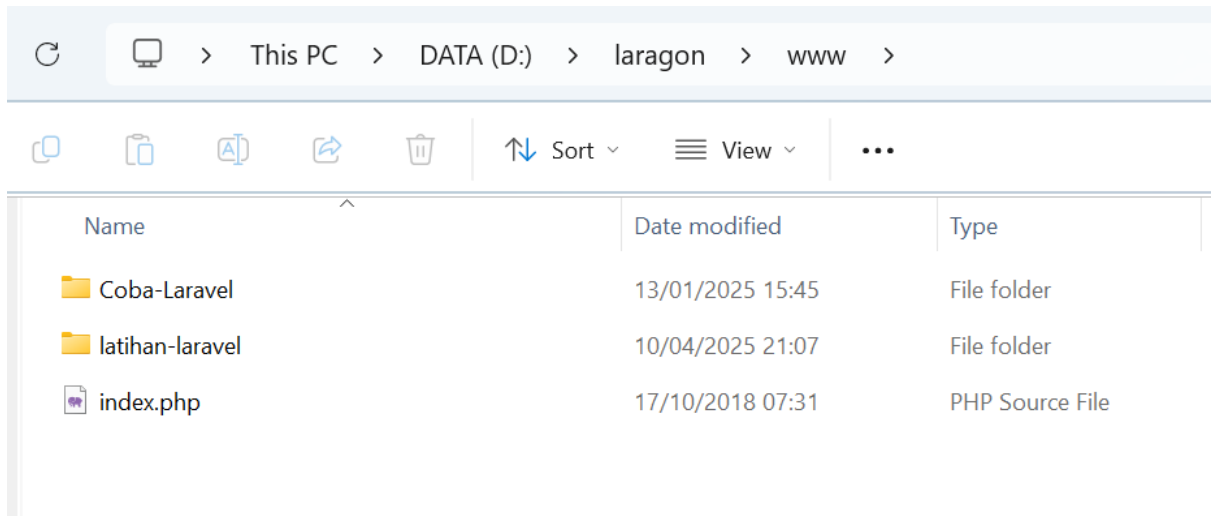 This PC > DATA (D:) > laragon > www >
Sort View
Name Date modified Type
Coba-Laravel 13/01/2025 15:45 File folder
latihan-laravel 10/04/2025 21:07 File folder
index.php 17/10/2018 07:31 PHP Source File